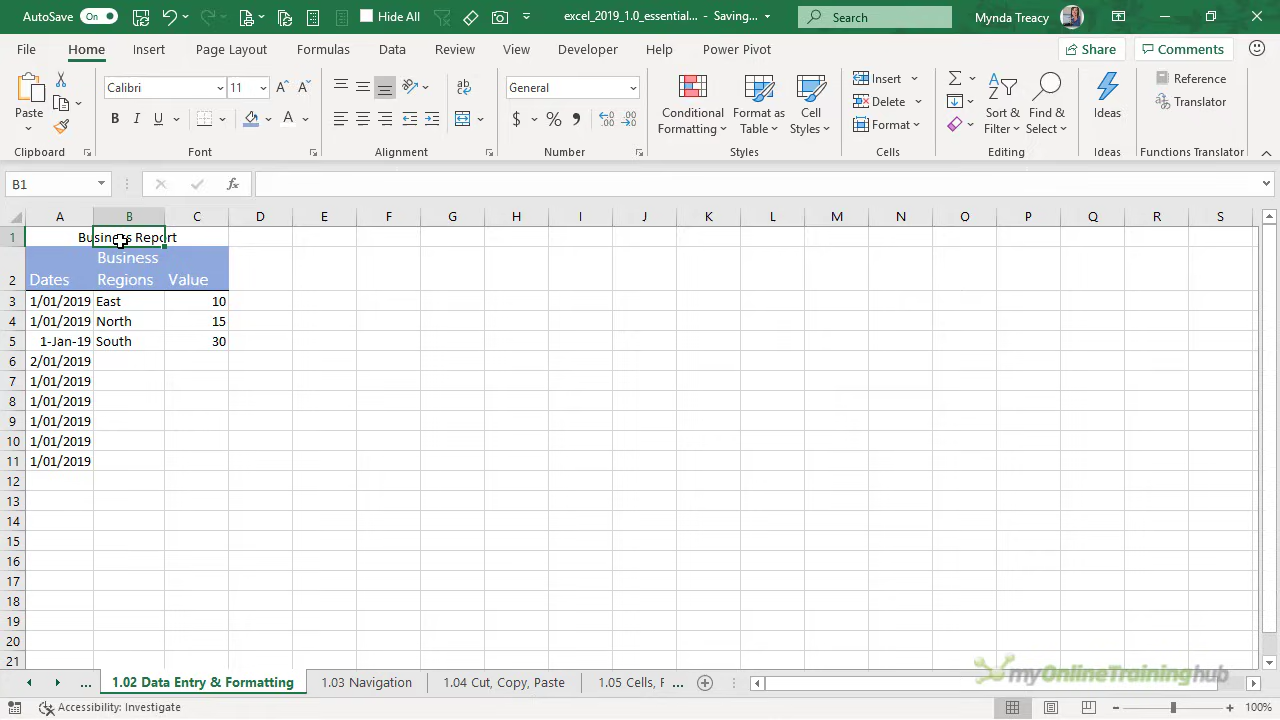 AutoSave On Hide All excel_2019_1.0_essential... - Saving... Search Mynda Treacy
File Home Insert Page Layout Formulas Data Review View Developer Help Power Pivot Share Comments
Paste Calibri 11 General Conditional Formatting Format as Table Cell Styles Insert Delete Format Sort & Filter Find & Select Ideas Reference Translator
Clipboard Font Alignment Number Styles Cells Editing Ideas Functions Translator
B1 fx
A B C D E F G H I J K L M N O P Q R S
1 Business Report
2 Dates Business Regions Value
3 1/01/2019 East 10
4 1/01/2019 North 15
5 1-Jan-19 South 30
6 2/01/2019
7 1/01/2019
8 1/01/2019
9 1/01/2019
10 1/01/2019
11 1/01/2019
12
13
14
15
16
17
18
19
20
21
... 1.02 Data Entry & Formatting 1.03 Navigation 1.04 Cut, Copy, Paste 1.05 Cells, F ...
myOnlineTraininghub
Accessibility: Investigate 100%